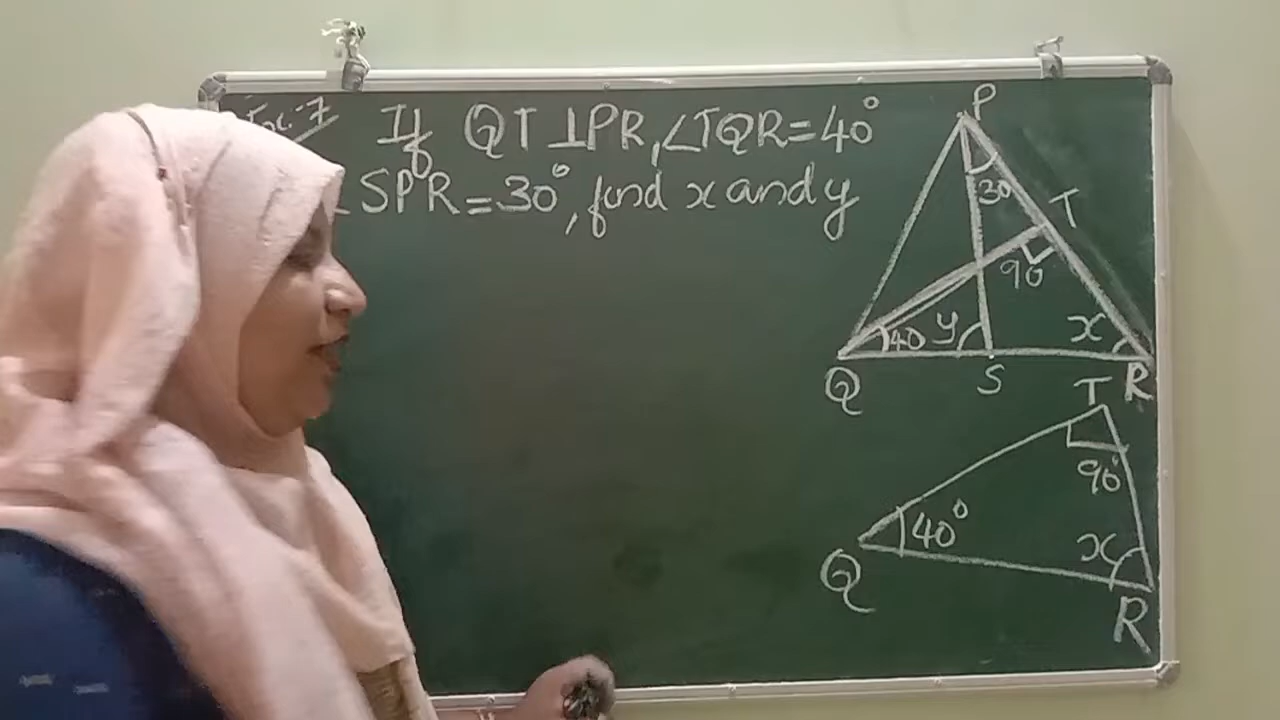 If QT ⊥PR, ∠TQR=40°
∠SPR=30°, find x and y
P
30
T
90
40 y x
Q S R
T
90°
40° x
Q
R